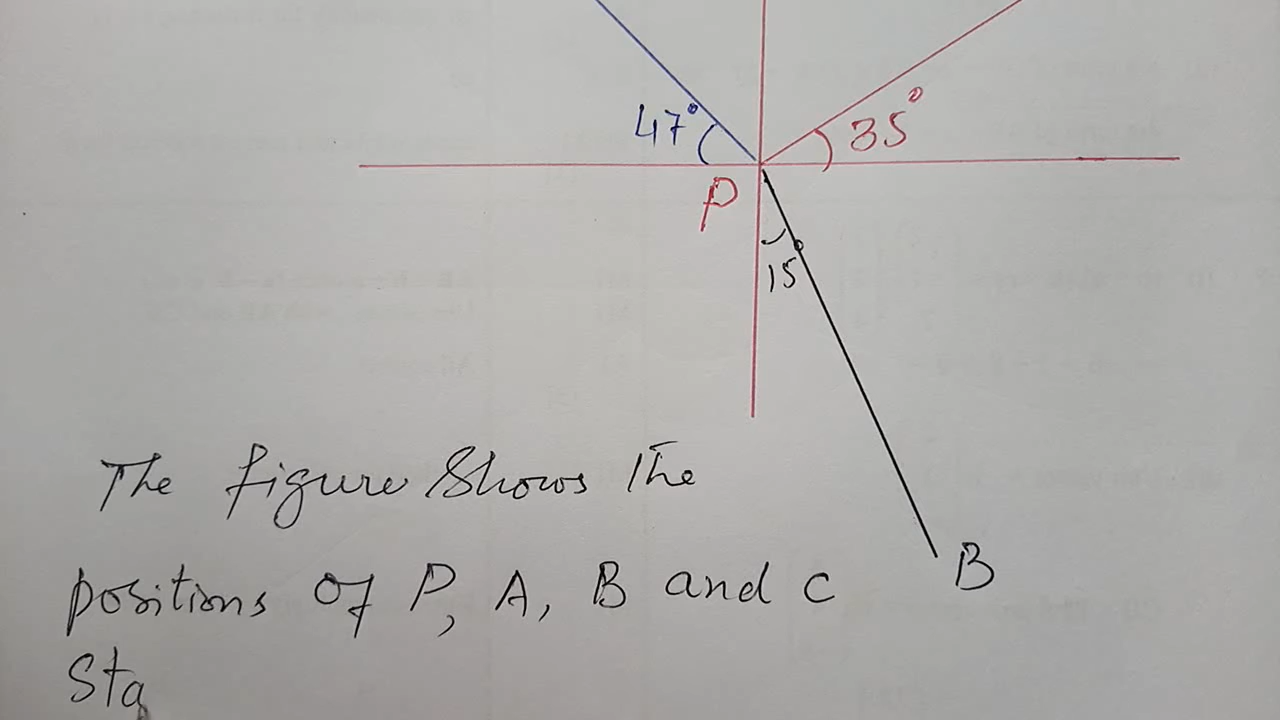 47°
35°
P
15°
B
The figure Shows The
positions of P, A, B and C
Sta